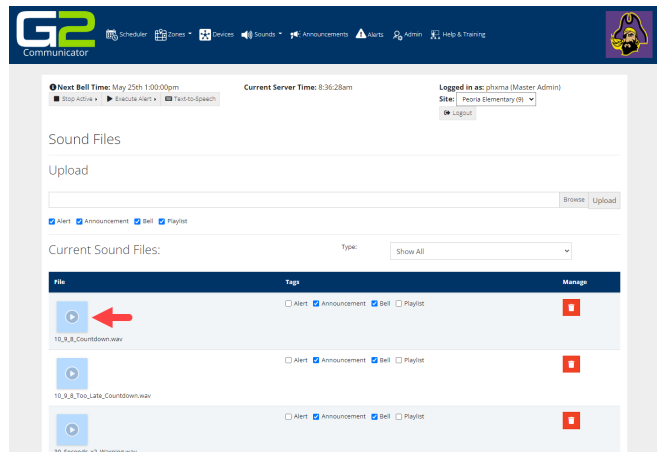 G2
Communicator
Scheduler Zones Devices Sounds Announcements Alerts Admin Help & Training
Next Bell Time: May 25th 1:00:00pm Current Server Time: 8:36:28am Logged in as: phxma (Master Admin)
Stop Active Execute Alert Text-to-Speech Site: Peoria Elementary (9)
Logout
Sound Files
Upload
Browse Upload
Alert Announcement Bell Playlist
Current Sound Files: Type: Show All
File Tags Manage
Alert Announcement Bell Playlist
10_9_8_Countdown.wav
Alert Announcement Bell Playlist
10_9_8_Too_Late_Countdown.wav
Alert Announcement Bell Playlist